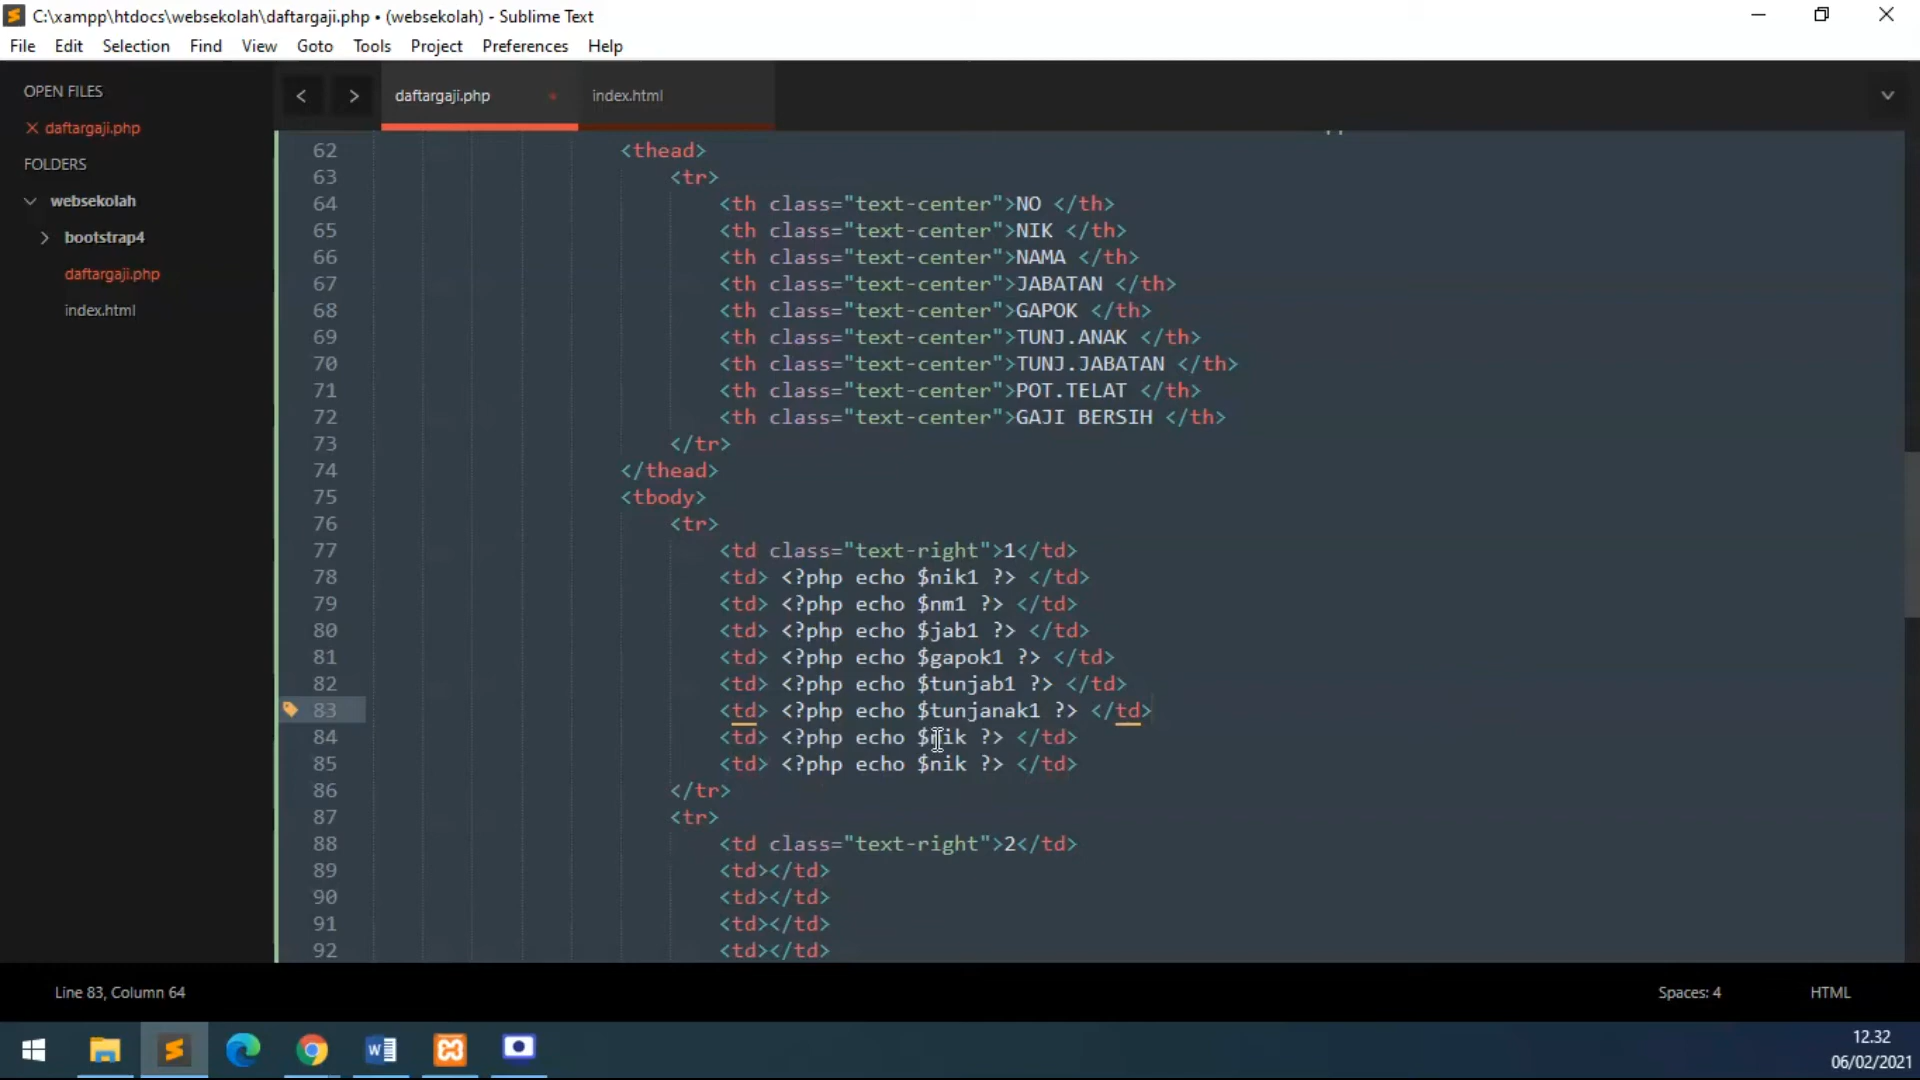 C:\xampp\htdocs\websekolah\daftargaji.php • (websekolah) - Sublime Text
File Edit Selection Find View Goto Tools Project Preferences Help
OPEN FILES
daftargaji.php
FOLDERS
websekolah
bootstrap4
daftargaji.php
index.html
daftargaji.php index.html
62 <thead>
63 <tr>
64 <th class="text-center">NO </th>
65 <th class="text-center">NIK </th>
66 <th class="text-center">NAMA </th>
67 <th class="text-center">JABATAN </th>
68 <th class="text-center">GAPOK </th>
69 <th class="text-center">TUNJ.ANAK </th>
70 <th class="text-center">TUNJ.JABATAN </th>
71 <th class="text-center">POT.TELAT </th>
72 <th class="text-center">GAJI BERSIH </th>
73 </tr>
74 </thead>
75 <tbody>
76 <tr>
77 <td class="text-right">1</td>
78 <td> <?php echo $nik1 ?> </td>
79 <td> <?php echo $nm1 ?> </td>
80 <td> <?php echo $jab1 ?> </td>
81 <td> <?php echo $gapok1 ?> </td>
82 <td> <?php echo $tunjab1 ?> </td>
83 <td> <?php echo $tunjanak1 ?> </td>
84 <td> <?php echo $nik ?> </td>
85 <td> <?php echo $nik ?> </td>
86 </tr>
87 <tr>
88 <td class="text-right">2</td>
89 <td></td>
90 <td></td>
91 <td></td>
92 <td></td>
Line 83, Column 64 Spaces: 4 HTML
12.32
06/02/2021